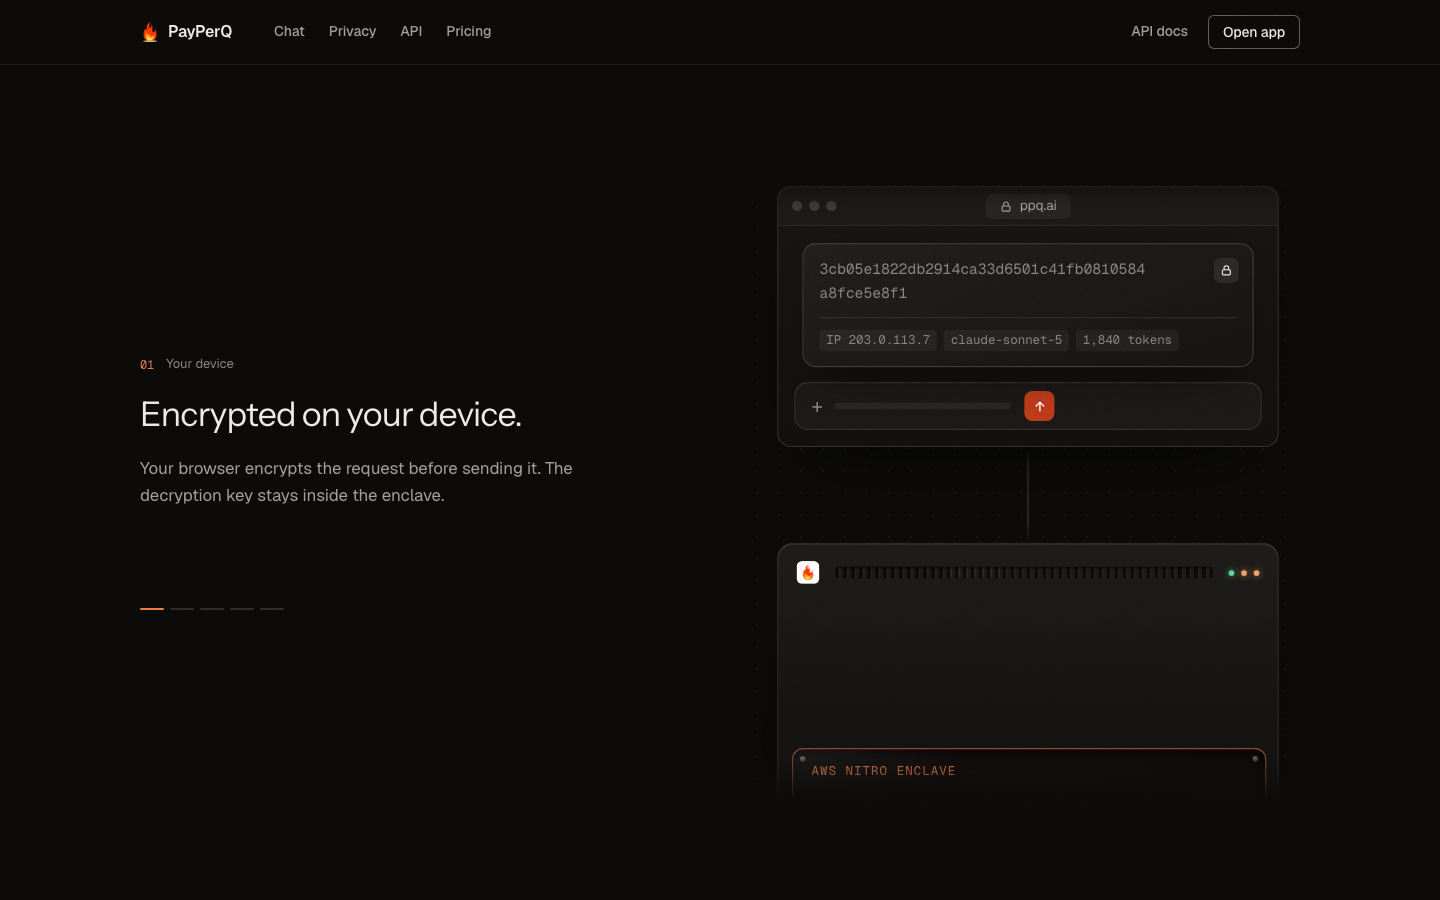 PayPerQ
Chat
Privacy
API
Pricing
API docs
Open app
01 Your device
Encrypted on your device.
Your browser encrypts the request before sending it. The
decryption key stays inside the enclave.
ppq.ai
3cb05e1822db2914ca33d6501c41fb0810584
a8fce5e8f1
IP 203.0.113.7
claude-sonnet-5
1,840 tokens
AWS NITRO ENCLAVE